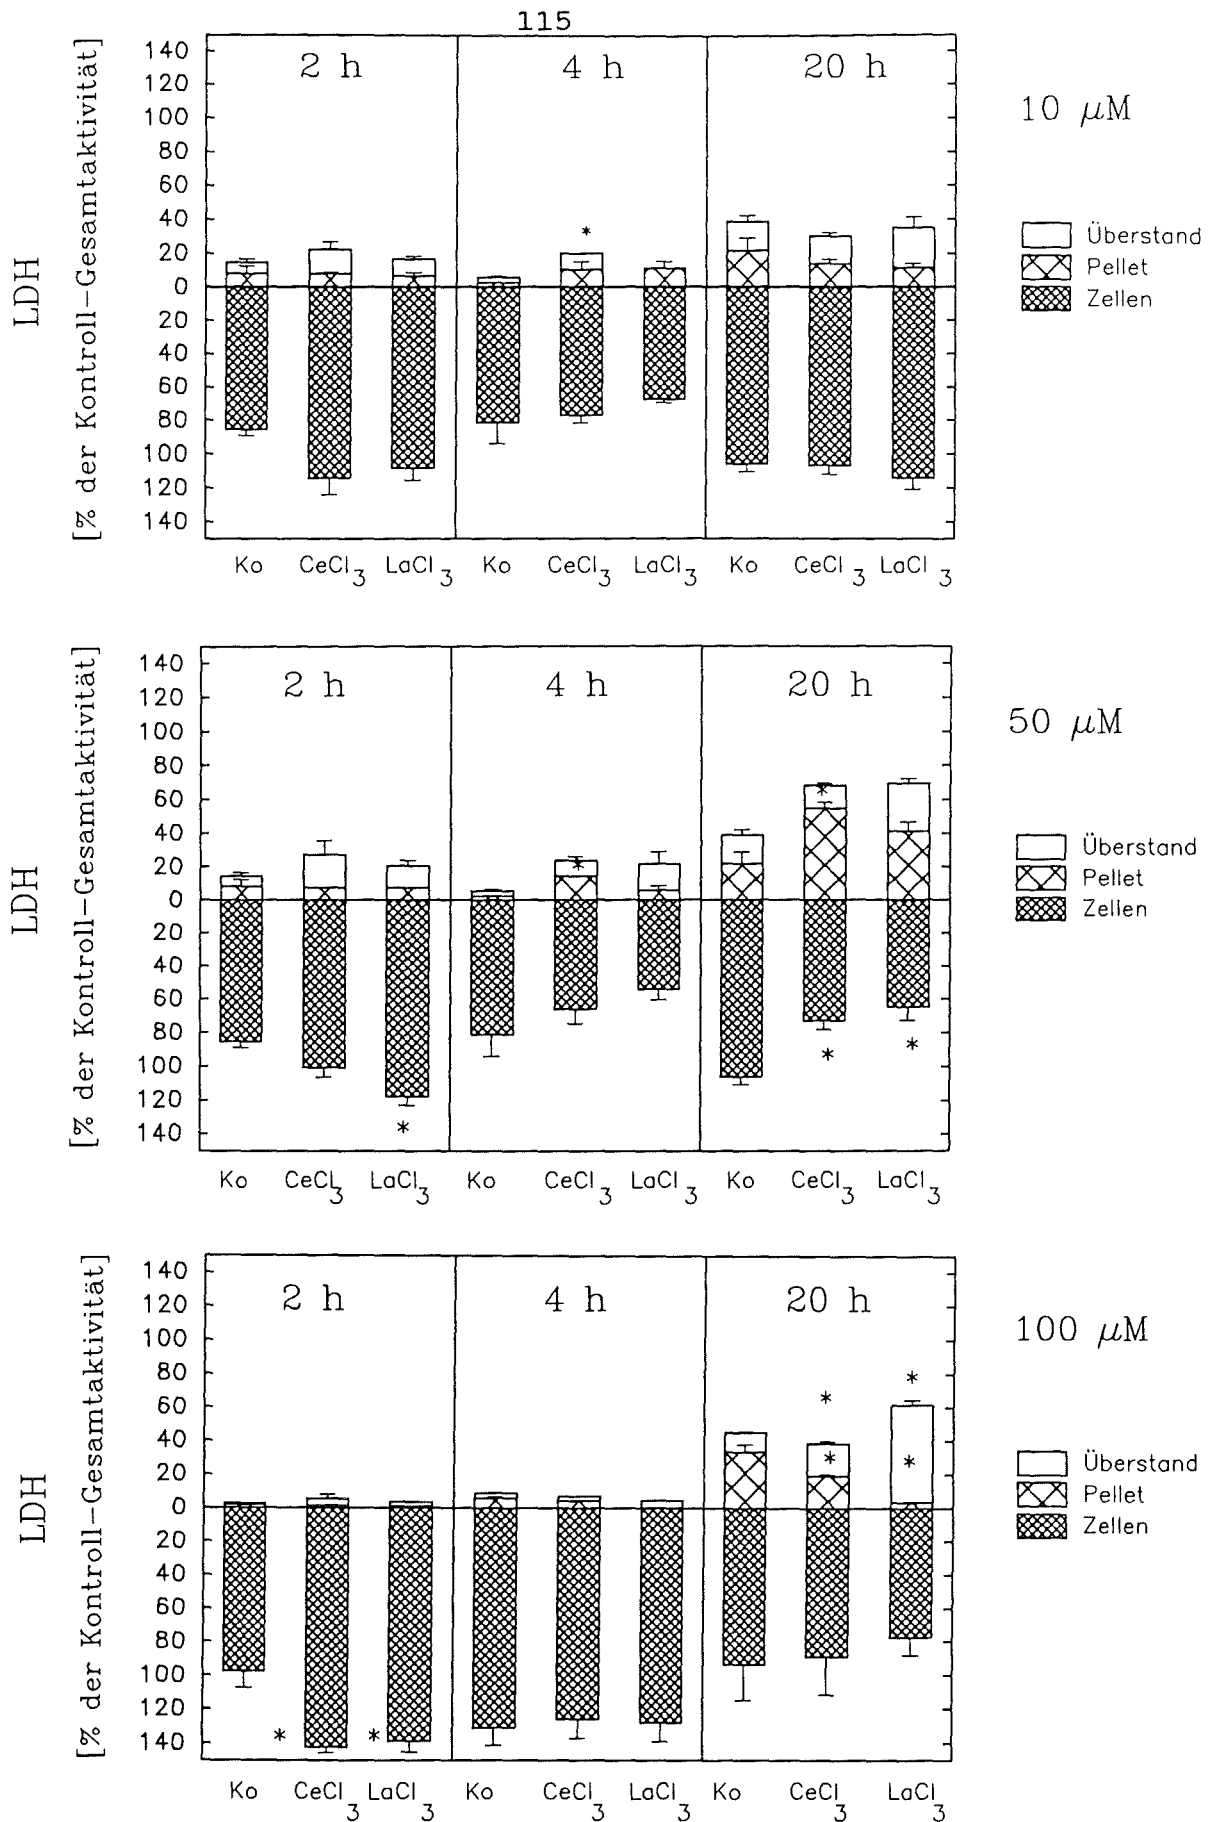 115
LDH
[% der Kontroll-Gesamtaktivität]
140
120
100
80
60
40
20
0
20
40
60
80
100
120
140
2 h
4 h
20 h
*
Ko CeCl3 LaCl3 Ko CeCl3 LaCl3 Ko CeCl3 LaCl3
10 µM
Überstand
Pellet
Zellen
LDH
[% der Kontroll-Gesamtaktivität]
140
120
100
80
60
40
20
0
20
40
60
80
100
120
140
2 h
4 h
20 h
*
*
*
*
*
Ko CeCl3 LaCl3 Ko CeCl3 LaCl3 Ko CeCl3 LaCl3
50 µM
Überstand
Pellet
Zellen
LDH
[% der Kontroll-Gesamtaktivität]
140
120
100
80
60
40
20
0
20
40
60
80
100
120
140
2 h
4 h
20 h
*
*
*
*
* *
Ko CeCl3 LaCl3 Ko CeCl3 LaCl3 Ko CeCl3 LaCl3
100 µM
Überstand
Pellet
Zellen